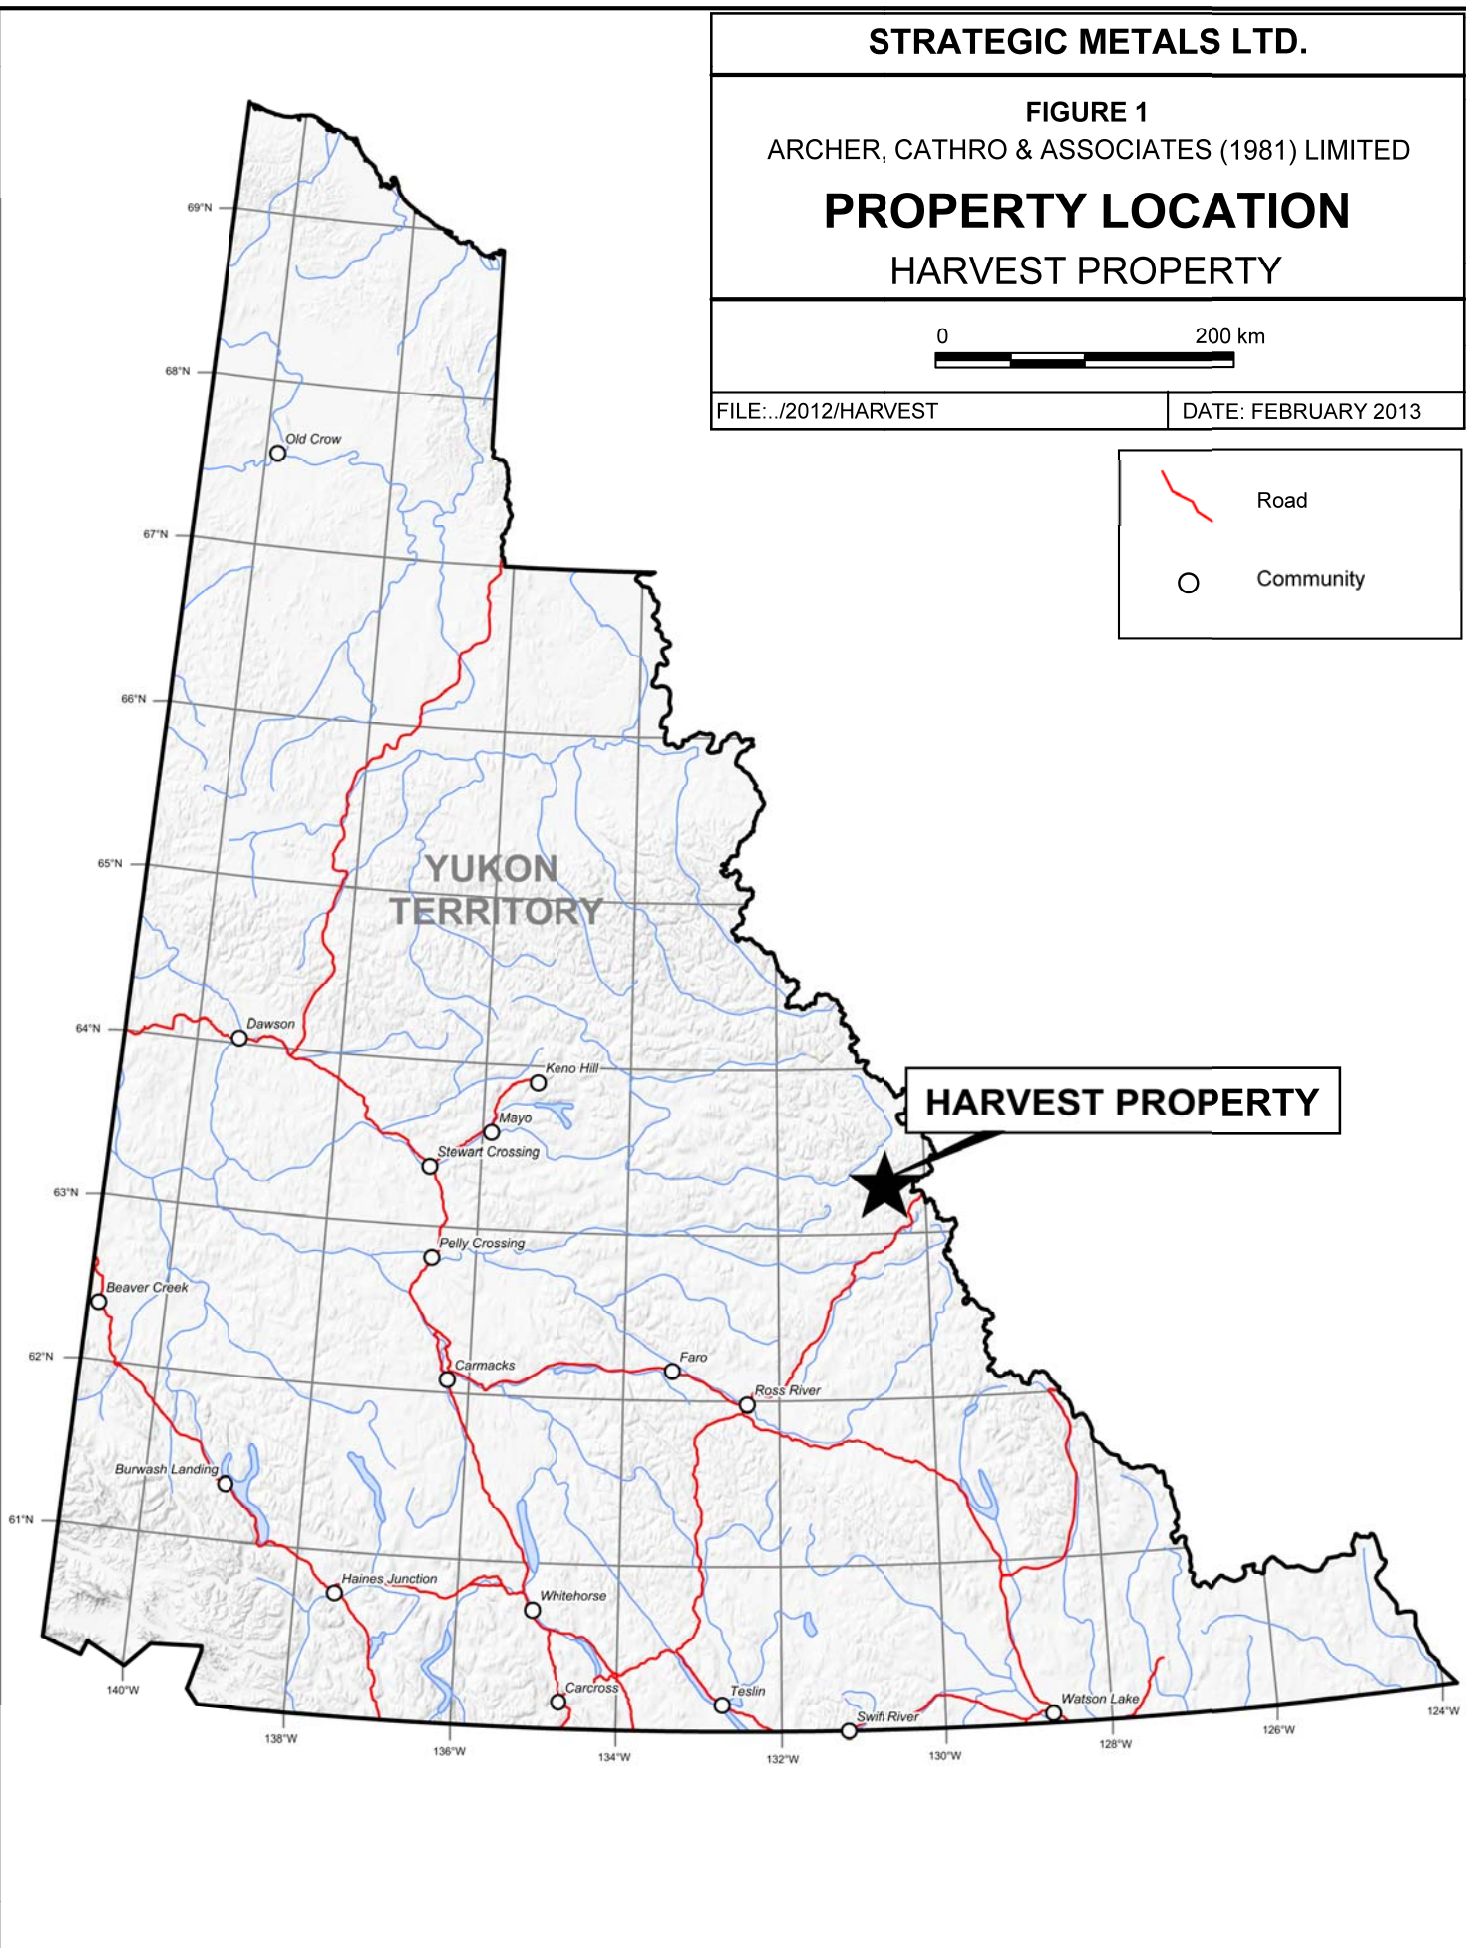 STRATEGIC METALS LTD.
FIGURE 1
ARCHER, CATHRO & ASSOCIATES (1981) LIMITED
PROPERTY LOCATION
HARVEST PROPERTY
0 200 km
FILE:../2012/HARVEST DATE: FEBRUARY 2013
Road
Community
69°N
68°N
Old Crow
67°N
66°N
65°N
YUKON
TERRITORY
64°N
Dawson
Keno Hill
HARVEST PROPERTY
Mayo
Stewart Crossing
63°N
Pelly Crossing
Beaver Creek
62°N
Carmacks
Faro
Ross River
Burwash Landing
61°N
Haines Junction
Whitehorse
Carcross
Teslin
Swift River
Watson Lake
140°W
138°W
136°W
134°W
132°W
130°W
128°W
126°W
124°W